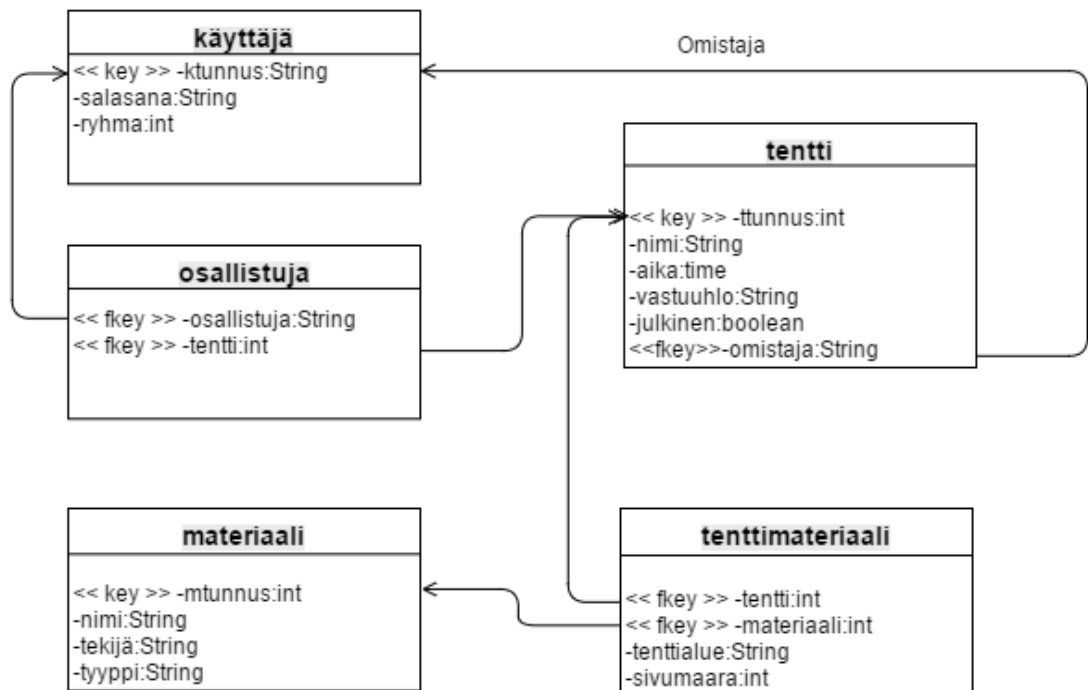 käyttäjä
<< key >> -ktunnus:String
-salasana:String
-ryhma:int
Omistaja
tentti
<< key >> -ttunnus:int
-nimi:String
-aika:time
-vastuuhlo:String
-julkinen:boolean
<<fkey>>-omistaja:String
osallistuja
<< fkey >> -osallistuja:String
<< fkey >> -tentti:int
materiaali
<< key >> -mtunnus:int
-nimi:String
-tekijä:String
-tyyppi:String
tenttimateriaali
<< fkey >> -tentti:int
<< fkey >> -materiaali:int
-tenttialue:String
-sivumaara:int